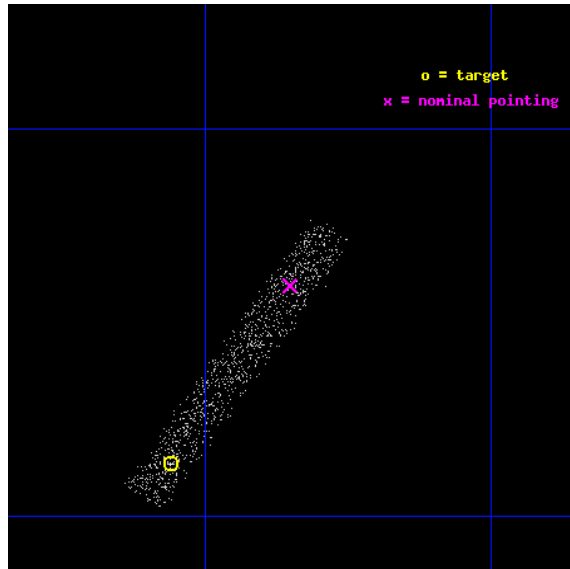 o = target
x = nominal pointing